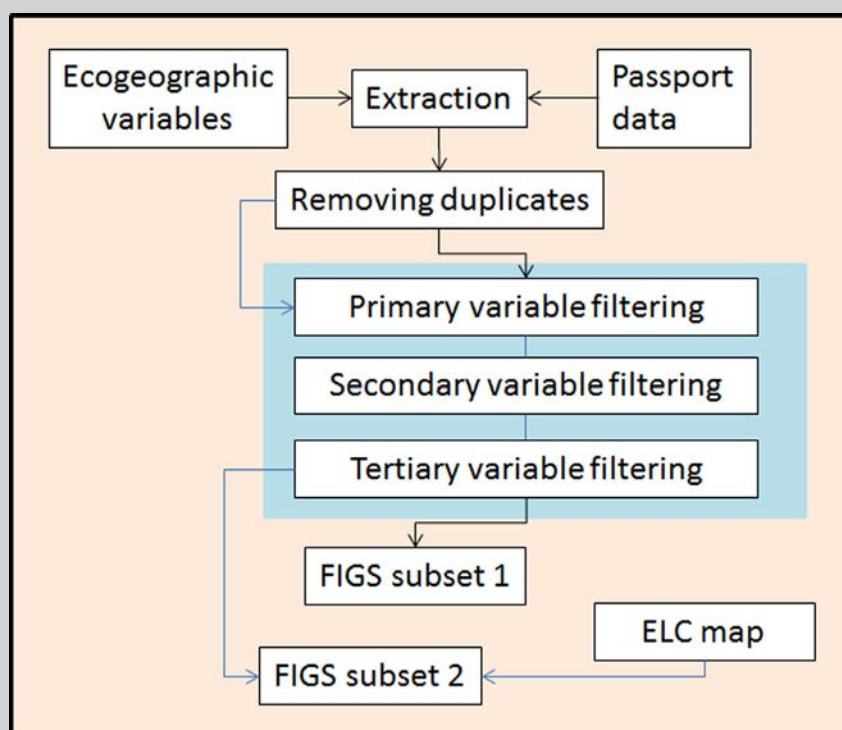 Ecogeographic
variables
Extraction
Passport
data
Removing duplicates
Primary variable filtering
Secondary variable filtering
Tertiary variable filtering
FIGS subset 1
ELC map
FIGS subset 2